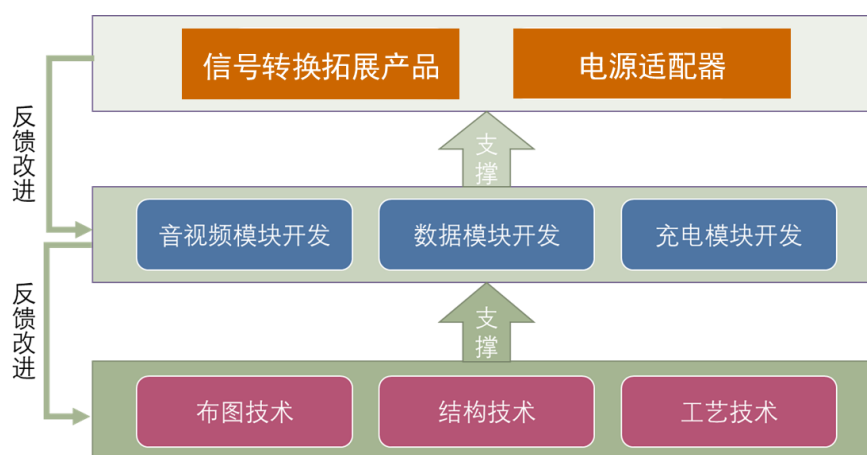 信号转换拓展产品
电源适配器
反馈改进
支撑
音视频模块开发
数据模块开发
充电模块开发
反馈改进
支撑
布图技术
结构技术
工艺技术